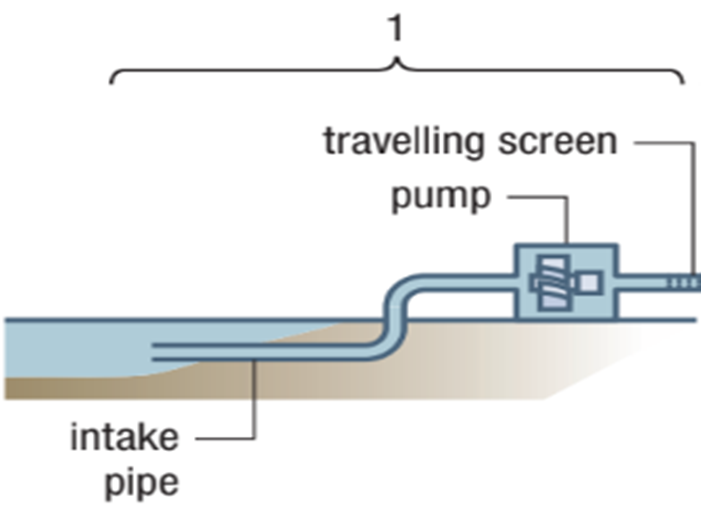 1
travelling screen
pump
intake
pipe